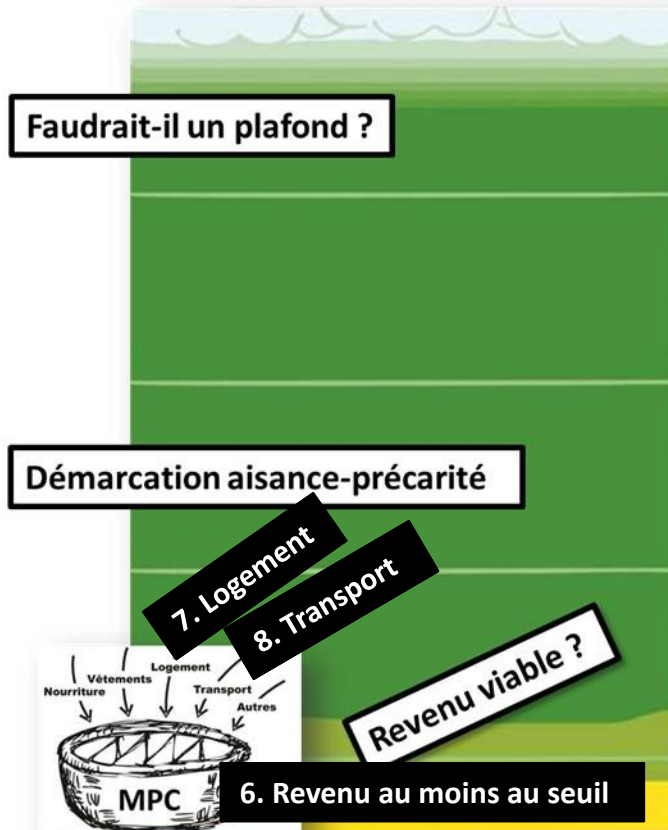 Faudrait-il un plafond ?
Démarcation aisance-précarité
7. Logement
8. Transport
Revenu viable ?
Nourriture
Vêtements
Logement
Transport
Autres
MPC
6. Revenu au moins au seuil